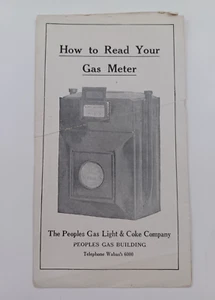 How to Read Your
Gas Meter
The Peoples Gas Light & Coke Company
PEOPLES GAS BUILDING
Telephone Wabash 6000